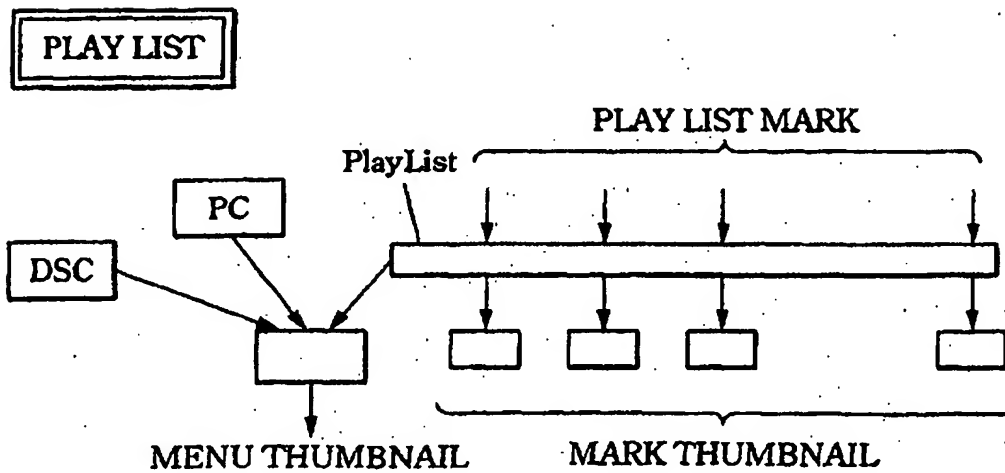 PLAY LIST
PLAY LIST MARK
PlayList
PC
DSC
MENU THUMBNAIL
MARK THUMBNAIL